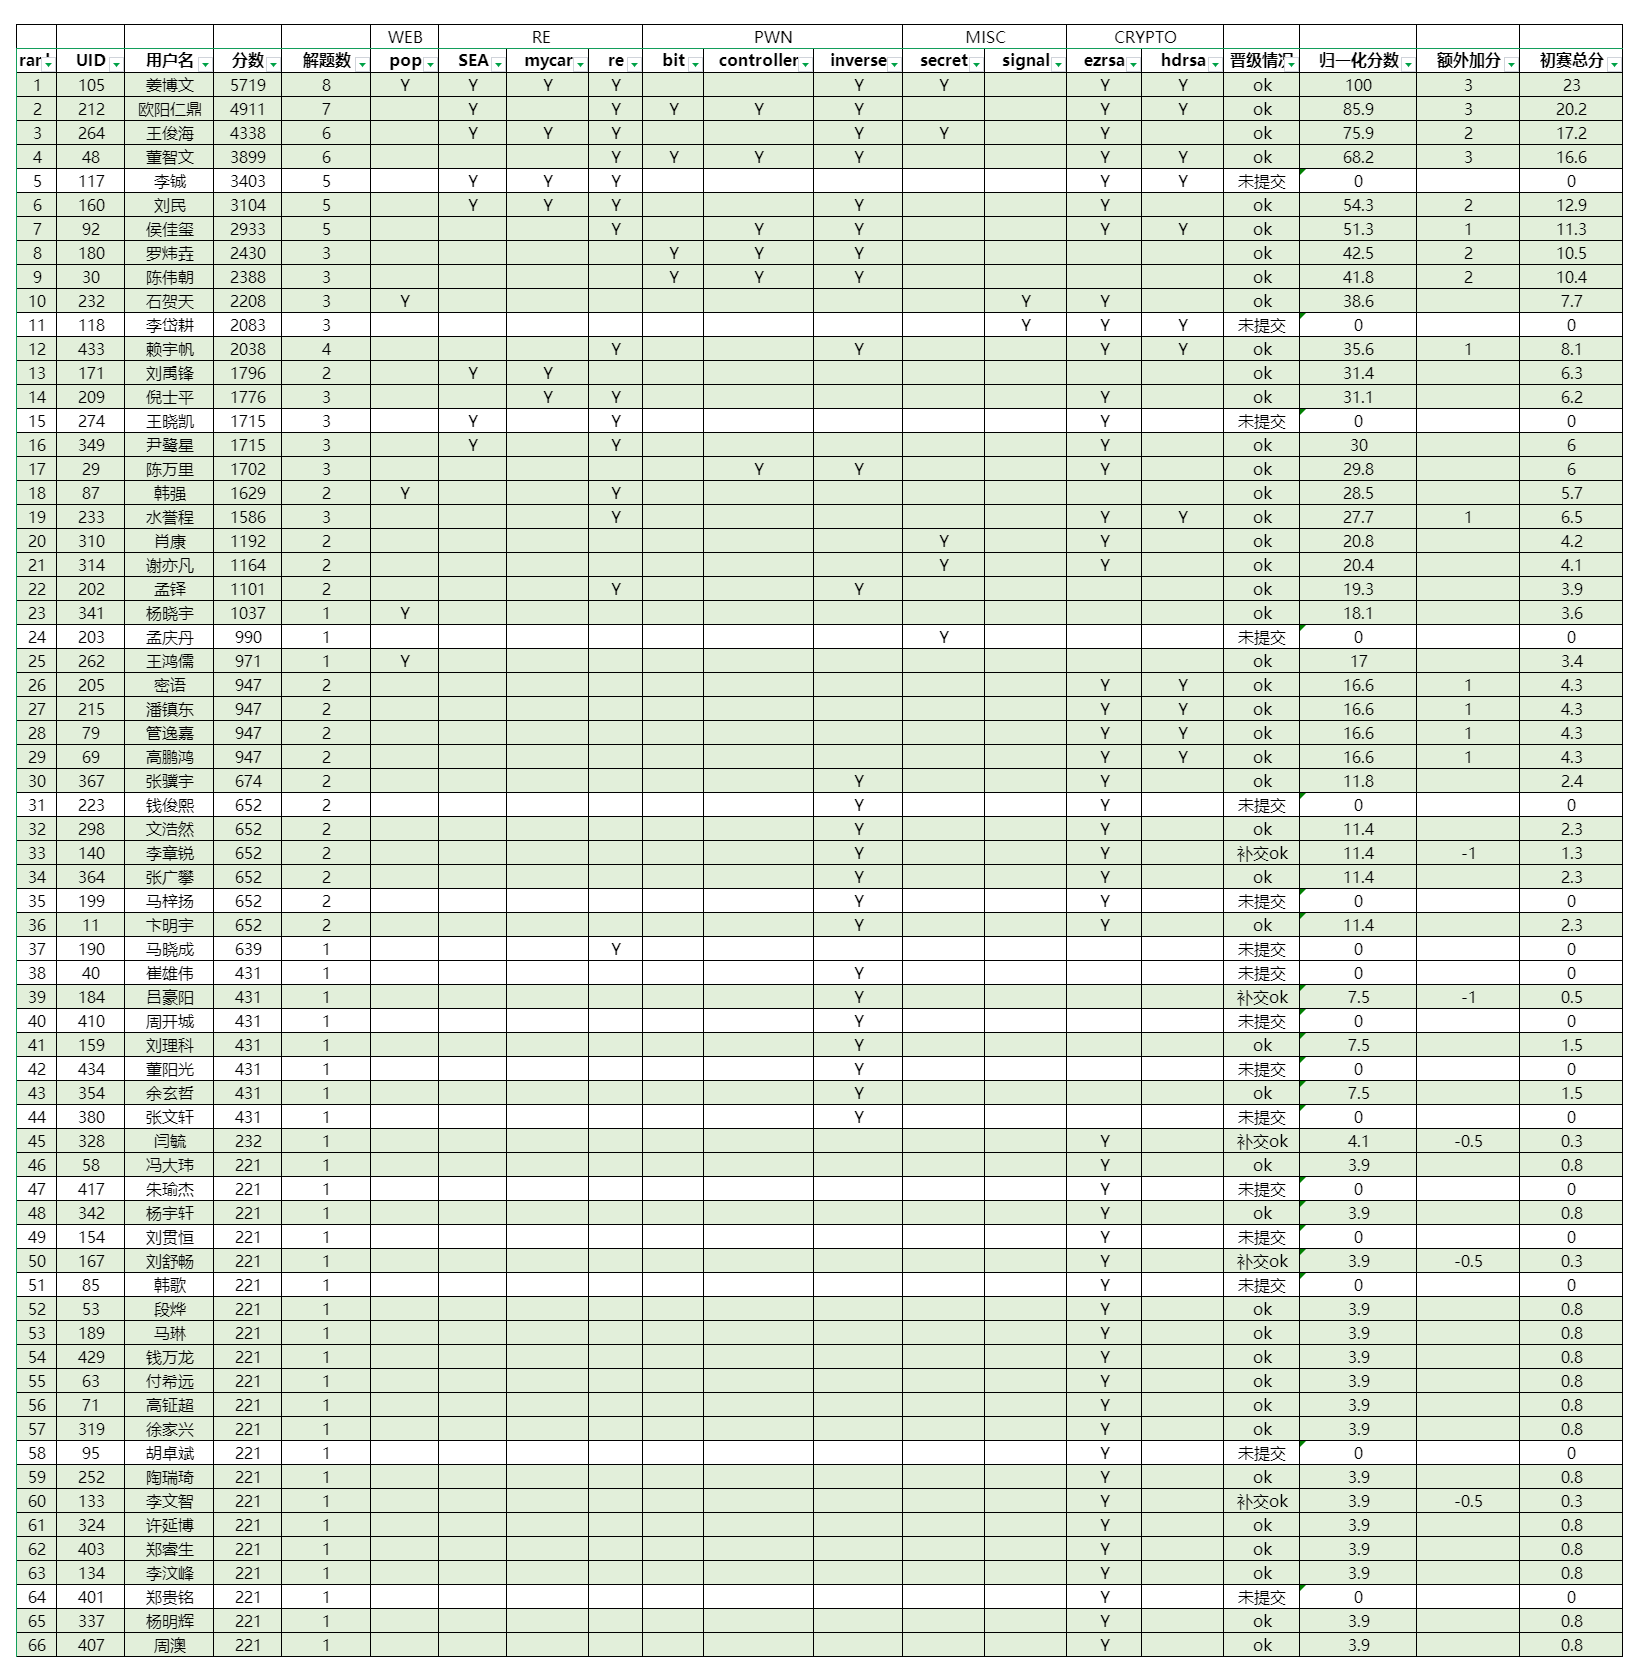 WEB RE PWN MISC CRYPTO
rank UID 用户名 分数 解题数 pop SEA mycar re bit controller inverse secret signal ezrsa hdrsa 晋级情况 归一化分数 额外加分 初赛总分
1 105 姜博文 5719 8 Y Y Y Y Y Y Y Y ok 100 3 23
2 212 欧阳仁鼎 4911 7 Y Y Y Y Y Y Y ok 85.9 3 20.2
3 264 王俊海 4338 6 Y Y Y Y Y Y ok 75.9 2 17.2
4 48 董智文 3899 6 Y Y Y Y Y Y ok 68.2 3 16.6
5 117 李铖 3403 5 Y Y Y Y Y 未提交 0 0
6 160 刘民 3104 5 Y Y Y Y Y ok 54.3 2 12.9
7 92 侯佳玺 2933 5 Y Y Y Y Y ok 51.3 1 11.3
8 180 罗炜垚 2430 3 Y Y Y ok 42.5 2 10.5
9 30 陈伟朝 2388 3 Y Y Y ok 41.8 2 10.4
10 232 石贺天 2208 3 Y Y Y ok 38.6 7.7
11 118 李岱耕 2083 3 Y Y Y 未提交 0 0
12 433 赖宇帆 2038 4 Y Y Y Y ok 35.6 1 8.1
13 171 刘禹锋 1796 2 Y Y ok 31.4 6.3
14 209 倪士平 1776 3 Y Y Y ok 31.1 6.2
15 274 王晓凯 1715 3 Y Y Y 未提交 0 0
16 349 尹鹭星 1715 3 Y Y Y ok 30 6
17 29 陈万里 1702 3 Y Y Y ok 29.8 6
18 87 韩强 1629 2 Y Y ok 28.5 5.7
19 233 水誉程 1586 3 Y Y Y ok 27.7 1 6.5
20 310 肖康 1192 2 Y Y ok 20.8 4.2
21 314 谢亦凡 1164 2 Y Y ok 20.4 4.1
22 202 孟铎 1101 2 Y Y ok 19.3 3.9
23 341 杨晓宇 1037 1 Y ok 18.1 3.6
24 203 孟庆丹 990 1 Y 未提交 0 0
25 262 王鸿儒 971 1 Y ok 17 3.4
26 205 密语 947 2 Y Y ok 16.6 1 4.3
27 215 潘镇东 947 2 Y Y ok 16.6 1 4.3
28 79 管逸嘉 947 2 Y Y ok 16.6 1 4.3
29 69 高鹏鸿 947 2 Y Y ok 16.6 1 4.3
30 367 张骥宇 674 2 Y Y ok 11.8 2.4
31 223 钱俊熙 652 2 Y Y 未提交 0 0
32 298 文浩然 652 2 Y Y ok 11.4 2.3
33 140 李章锐 652 2 Y Y 补交ok 11.4 -1 1.3
34 364 张广攀 652 2 Y Y ok 11.4 2.3
35 199 马梓扬 652 2 Y Y 未提交 0 0
36 11 卞明宇 652 2 Y Y ok 11.4 2.3
37 190 马晓成 639 1 Y 未提交 0 0
38 40 崔雄伟 431 1 Y 未提交 0 0
39 184 吕豪阳 431 1 Y 补交ok 7.5 -1 0.5
40 410 周开城 431 1 Y 未提交 0 0
41 159 刘理科 431 1 Y ok 7.5 1.5
42 434 董阳光 431 1 Y 未提交 0 0
43 354 余玄哲 431 1 Y ok 7.5 1.5
44 380 张文轩 431 1 Y 未提交 0 0
45 328 闫毓 232 1 Y 补交ok 4.1 -0.5 0.3
46 58 冯大玮 221 1 Y ok 3.9 0.8
47 417 朱瑜杰 221 1 Y 未提交 0 0
48 342 杨宇轩 221 1 Y ok 3.9 0.8
49 154 刘贯恒 221 1 Y 未提交 0 0
50 167 刘舒畅 221 1 Y 补交ok 3.9 -0.5 0.3
51 85 韩歌 221 1 Y 未提交 0 0
52 53 段烨 221 1 Y ok 3.9 0.8
53 189 马琳 221 1 Y ok 3.9 0.8
54 429 钱万龙 221 1 Y ok 3.9 0.8
55 63 付希远 221 1 Y ok 3.9 0.8
56 71 高钲超 221 1 Y ok 3.9 0.8
57 319 徐家兴 221 1 Y ok 3.9 0.8
58 95 胡卓斌 221 1 Y 未提交 0 0
59 252 陶瑞琦 221 1 Y ok 3.9 0.8
60 133 李文智 221 1 Y 补交ok 3.9 -0.5 0.3
61 324 许延博 221 1 Y ok 3.9 0.8
62 403 郑睿生 221 1 Y ok 3.9 0.8
63 134 李汶峰 221 1 Y ok 3.9 0.8
64 401 郑贵铭 221 1 Y 未提交 0 0
65 337 杨明辉 221 1 Y ok 3.9 0.8
66 407 周澳 221 1 Y ok 3.9 0.8